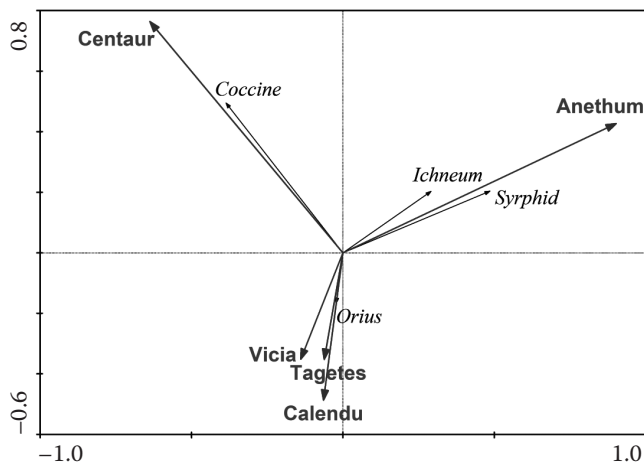 0.8
Centaur
Coccine
Anethum
Ichneum
Syrphid
Orius
Vicia
Tagetes
Calendu
−0.6
−1.0
1.0